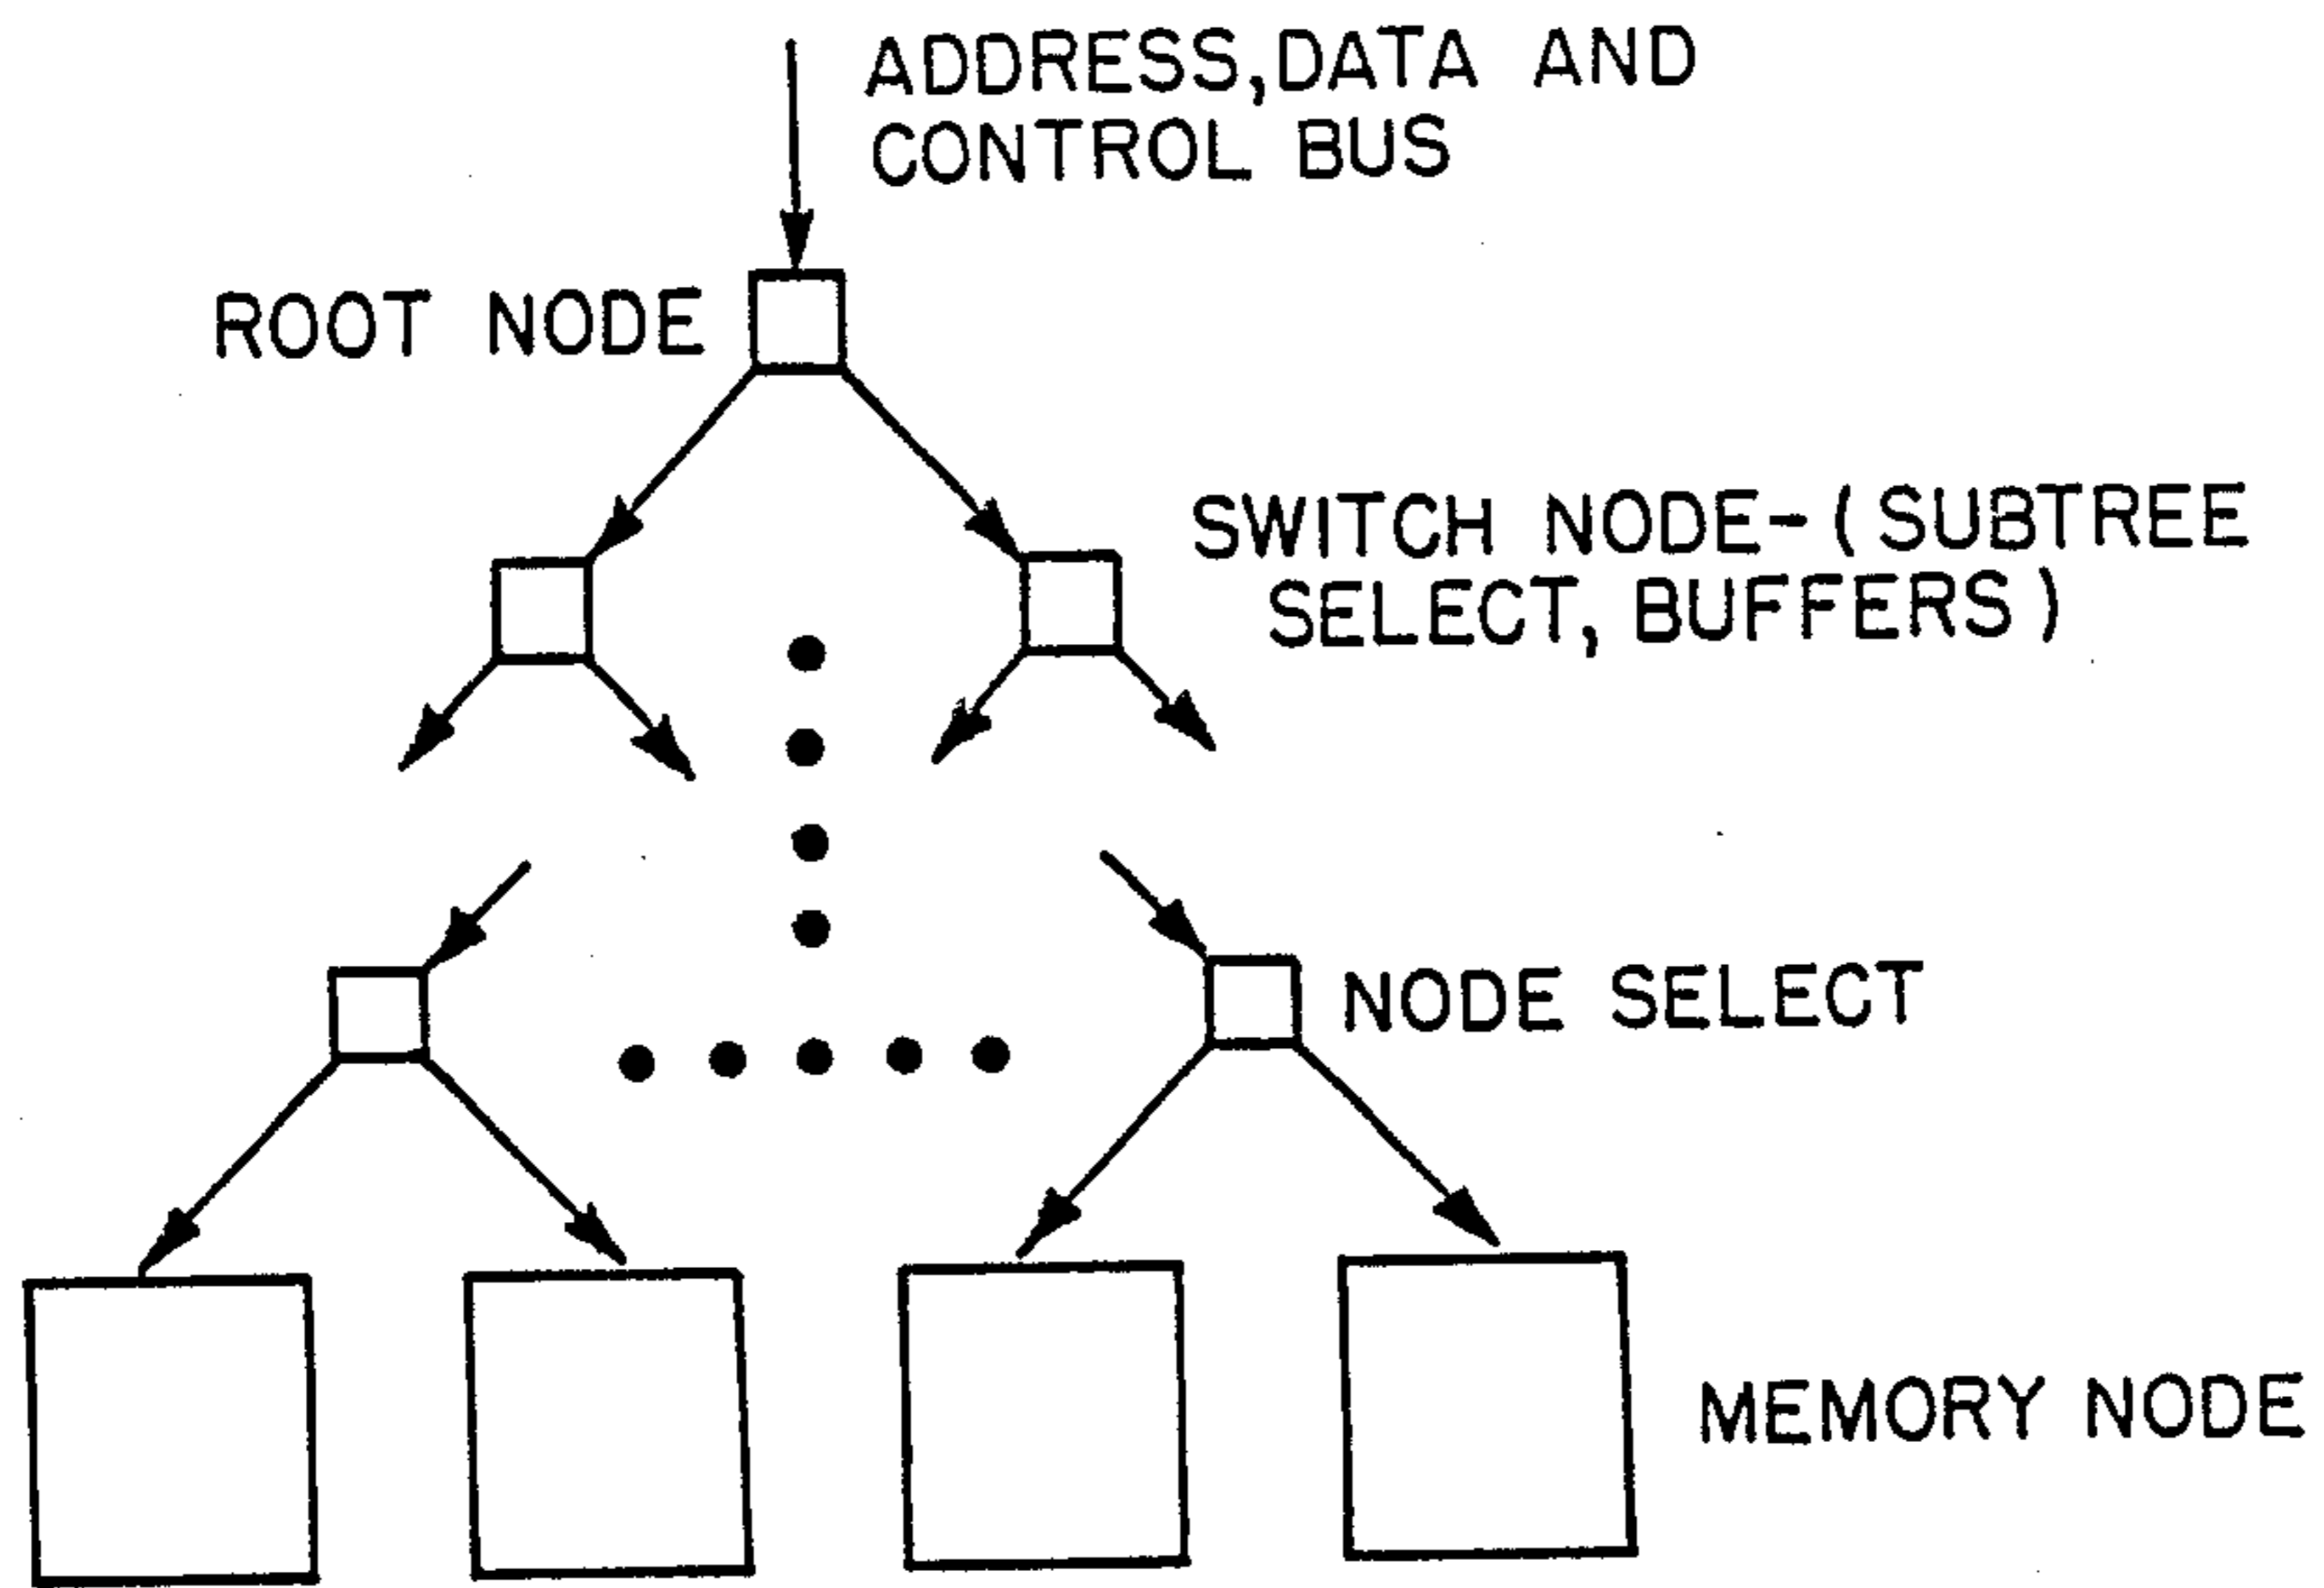 ADDRESS, DATA AND
CONTROL BUS
ROOT NODE
SWITCH NODE-(SUBTREE
SELECT, BUFFERS)
NODE SELECT
MEMORY NODE